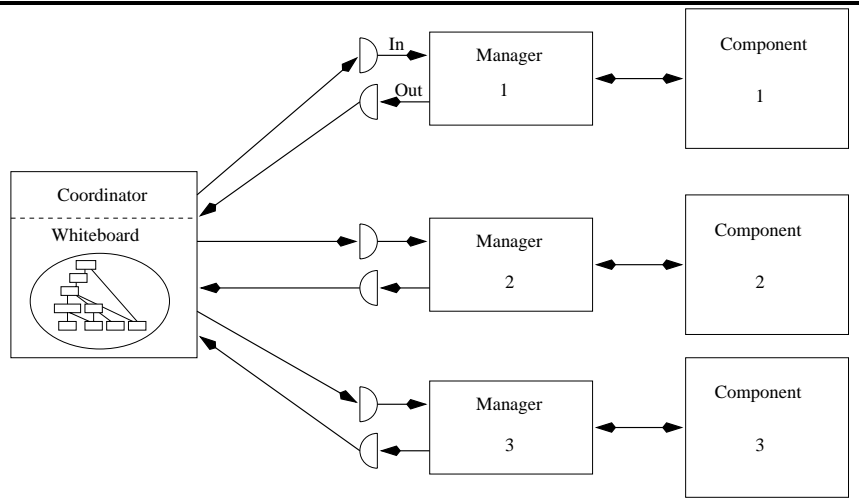 In
Out
Manager
1
Component
1
Coordinator
Whiteboard
Manager
2
Component
2
Manager
3
Component
3